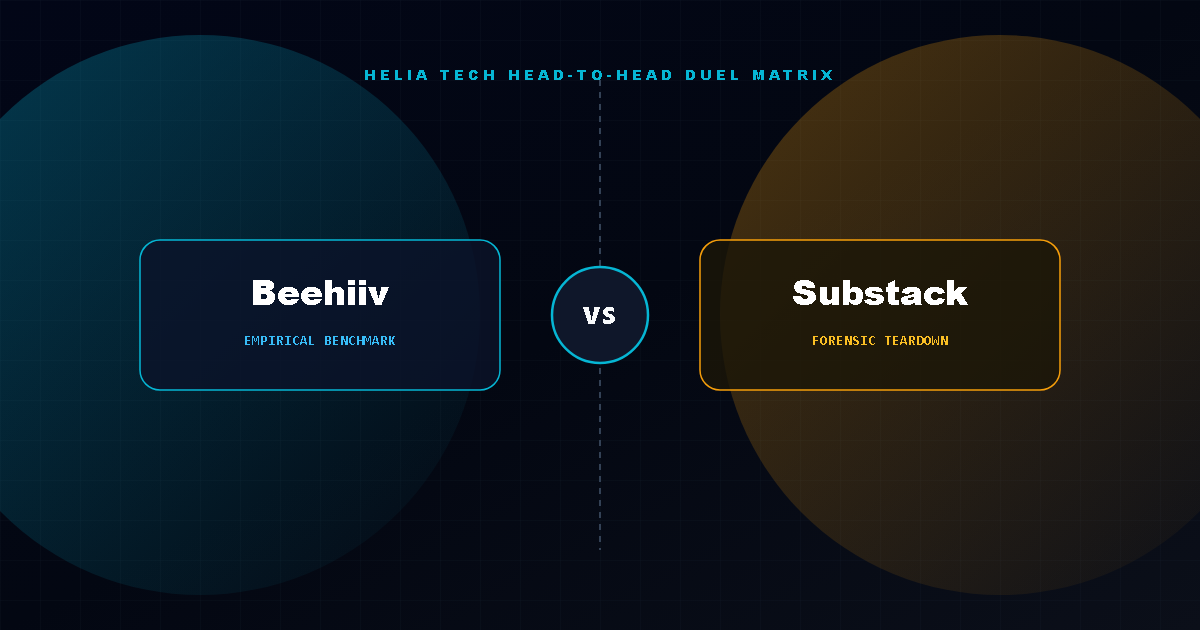 HELIA TECH HEAD-TO-HEAD DUEL MATRIX
Beehiiv
EMPIRICAL BENCHMARK
VS
Substack
FORENSIC TEARDOWN